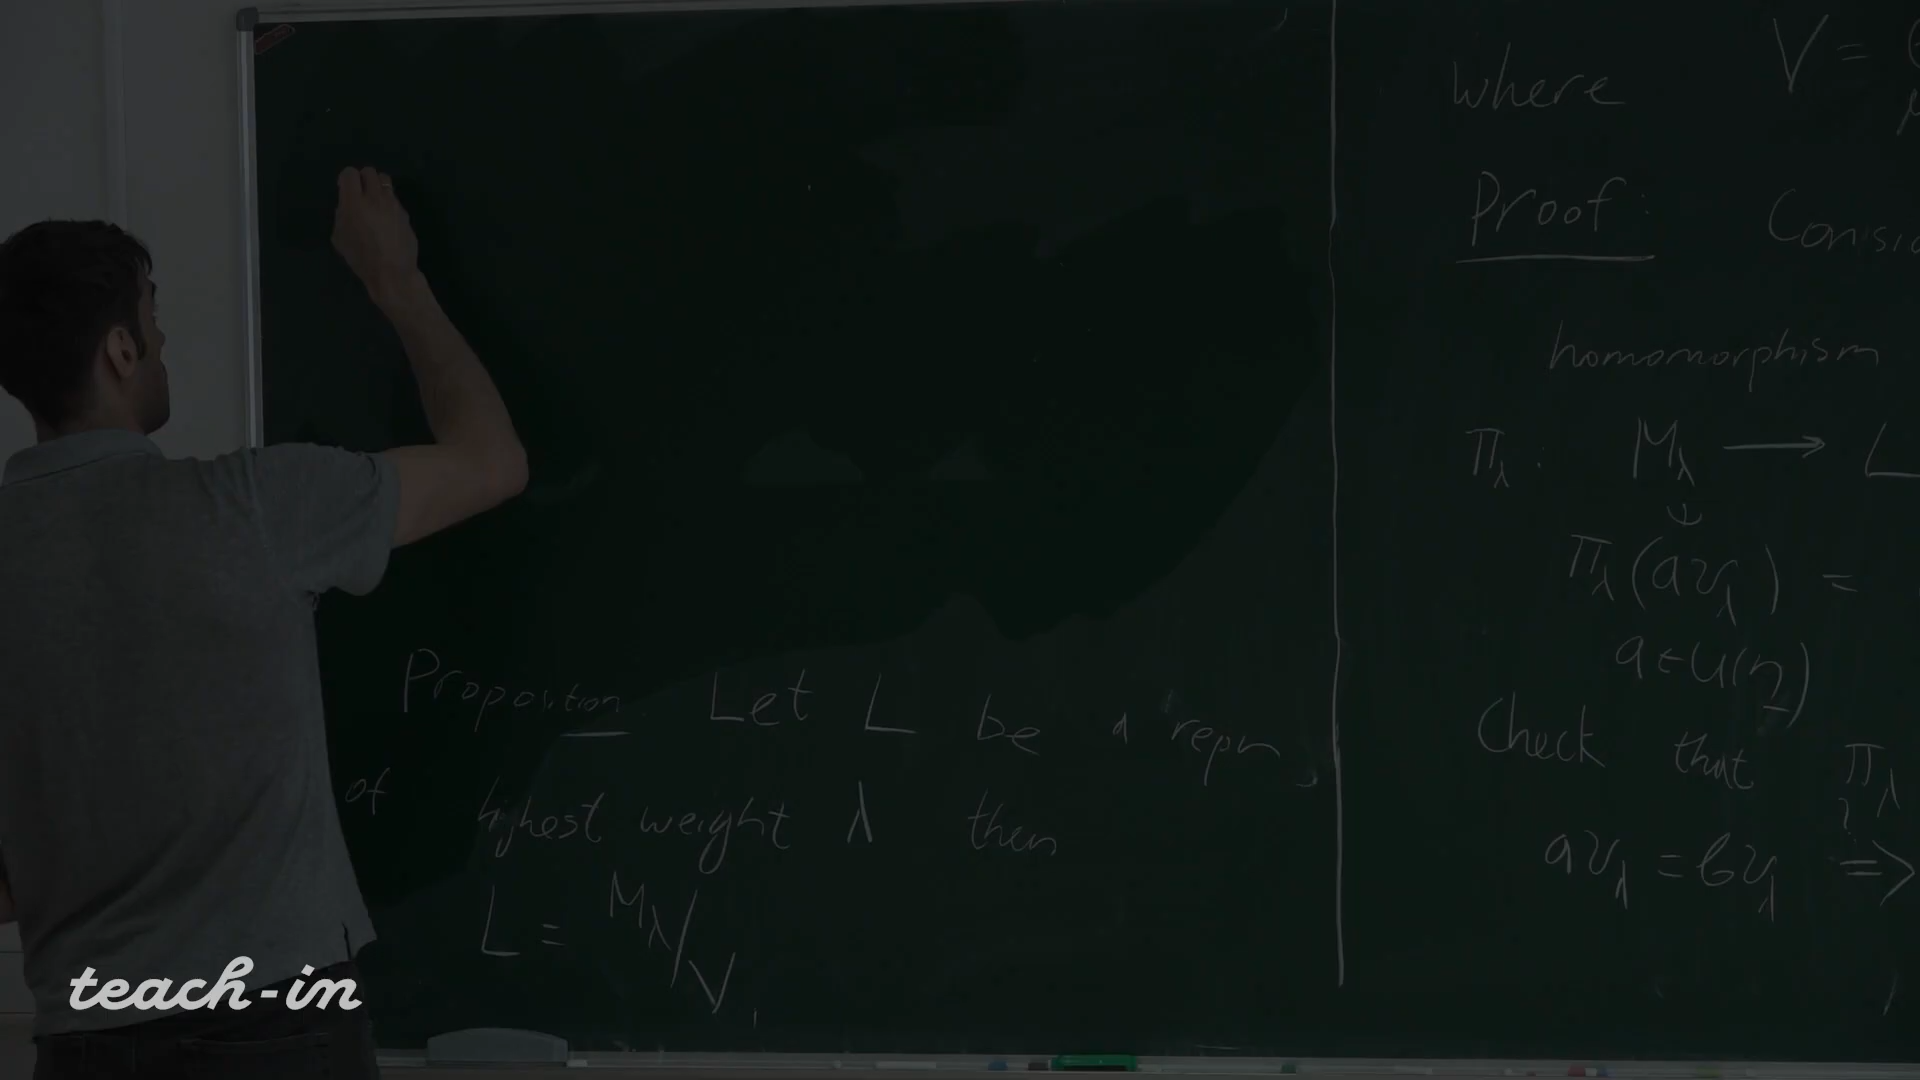 Proposition. Let L be a repn
of highest weight λ then
L = Mλ/V
where V =
Proof:
homomorphism
πλ: Mλ → L
πλ(avλ) =
a ∈ U(n_)
Check that πλ
avλ = bvλ ⇒
teach-in